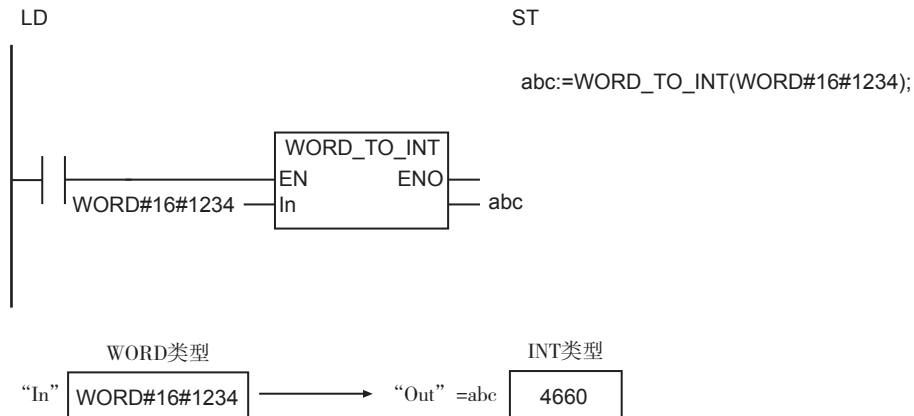 LD
ST
abc:=WORD_TO_INT(WORD#16#1234);
WORD_TO_INT
EN ENO
WORD#16#1234 In abc
WORD类型 INT类型
“In” WORD#16#1234 “Out” =abc 4660